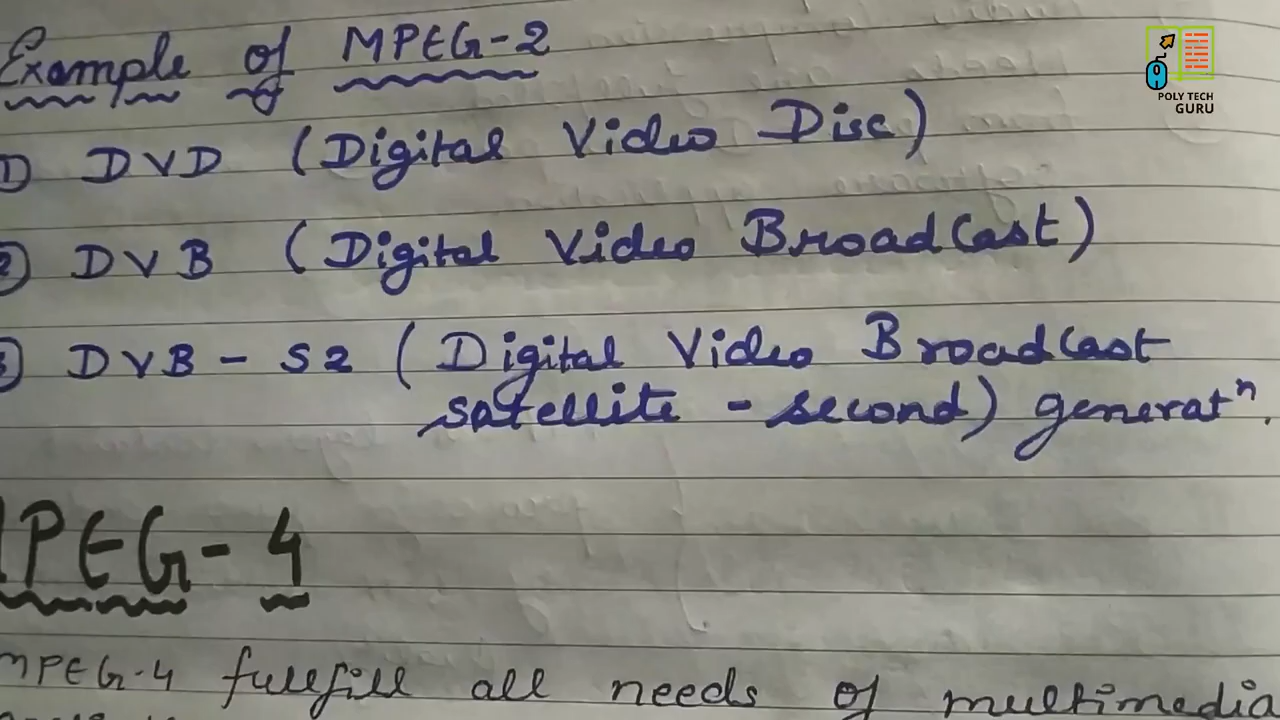 Example of MPEG-2
1) DVD (Digital Video Disc)
2) DVB (Digital Video BroadCast)
3) DVB - S2 (Digital Video BroadCast
satellite - second) generatⁿ.
MPEG-4
MPEG-4 fullfill all needs of multimedia
POLY TECH
GURU